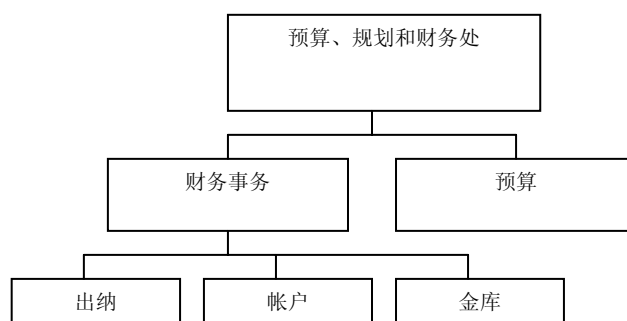 预算、规划和财务处
财务事务
预算
出纳
帐户
金库